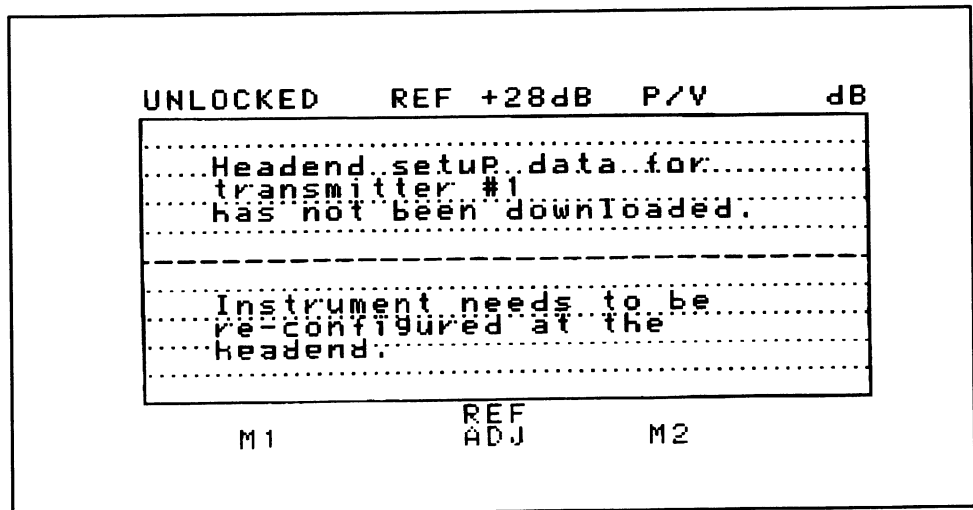 UNLOCKED REF +28dB P/V dB
Headend setup data for
transmitter #1
has not been downloaded.
Instrument needs to be
re-configured at the
headend.
REF
M1 ADJ M2